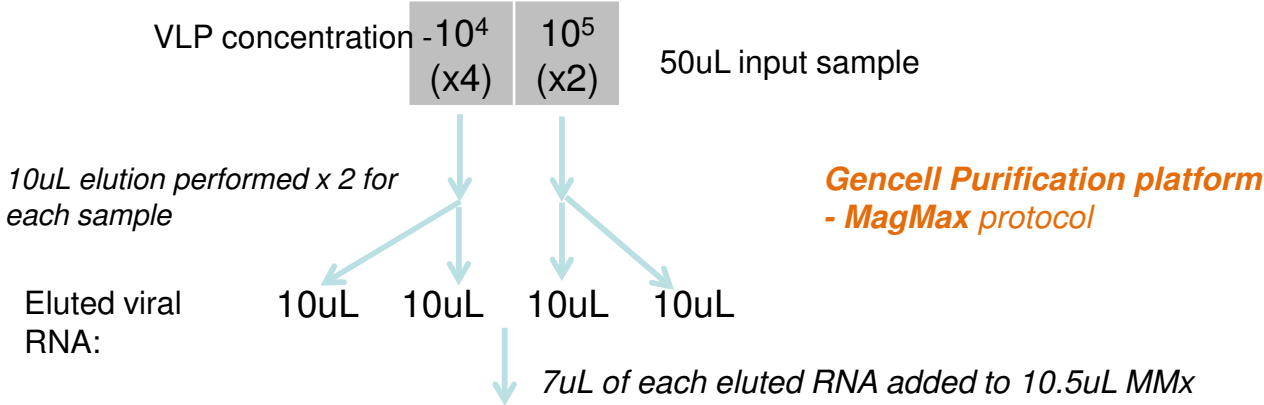 VLP concentration -10⁴ 10⁵
(x4) (x2)
50uL input sample
10uL elution performed x 2 for
each sample
Gencell Purification platform
- MagMax protocol
Eluted viral
RNA:
10uL 10uL 10uL 10uL
7uL of each eluted RNA added to 10.5uL MMx